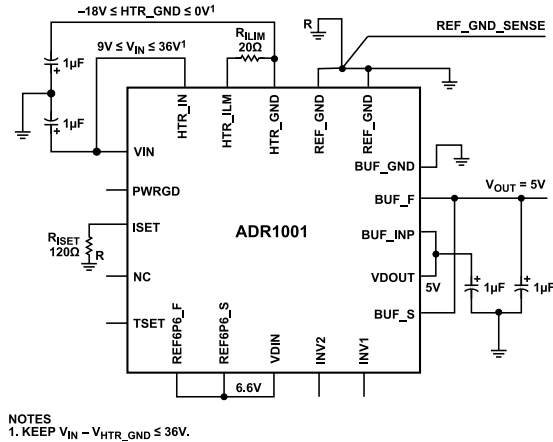 –18V ≤ HTR_GND ≤ 0V¹
9V ≤ VIN ≤ 36V¹
RILIM
20Ω
R
REF_GND_SENSE
1µF
+
+
1µF
HTR_IN
HTR_ILM
HTR_GND
REF_GND
REF_GND
VIN
PWRGD
ISET
NC
TSET
RISET
120Ω
R
ADR1001
BUF_GND
BUF_F
BUF_INP
VDOUT
BUF_S
VOUT = 5V
5V
+
1µF
+
1µF
REF6P6_F
REF6P6_S
VDIN
INV2
INV1
6.6V
NOTES
1. KEEP VIN – VHTR_GND ≤ 36V.